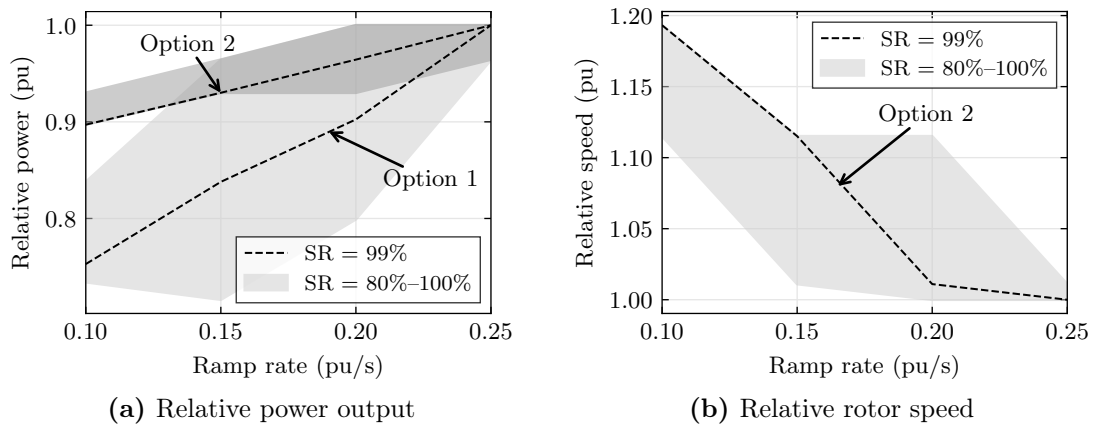 1.0
0.9
0.8
Relative power (pu)
Option 2
Option 1
SR = 99%
SR = 80%–100%
0.10 0.15 0.20 0.25
Ramp rate (pu/s)
(a) Relative power output
1.20
1.15
1.10
1.05
1.00
Relative speed (pu)
SR = 99%
SR = 80%–100%
Option 2
0.10 0.15 0.20 0.25
Ramp rate (pu/s)
(b) Relative rotor speed